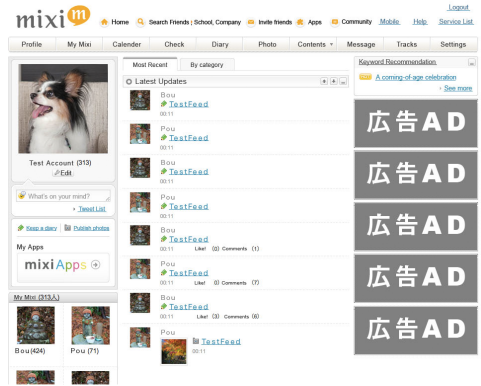 Logout
mixi m
Home Search Friends | School, Company Invite friends Apps Community Mobile Help Service List
Profile My Mixi Calender Check Diary Photo Contents Message Tracks Settings
Test Account (313)
Edit
What's on your mind?
Tweet List
Keep a diary Publish photos
My Apps
mixi Apps
My Mixi (313人)
Bou(424) Pou (71)
Most Recent By category
Latest Updates
Bou
TestFeed
00:11
Pou
TestFeed
00:11
Bou
TestFeed
00:11
Pou
TestFeed
00:11
Bou
TestFeed
00:11 Like! (0) Comments (1)
Pou
TestFeed
00:11 Like! (0) Comments (7)
Bou
TestFeed
00:11 Like! (3) Comments (6)
Pou
TestFeed
00:11
Keyword Recommendation
A coming-of-age celebration
See more
広告AD
広告AD
広告AD
広告AD
広告AD